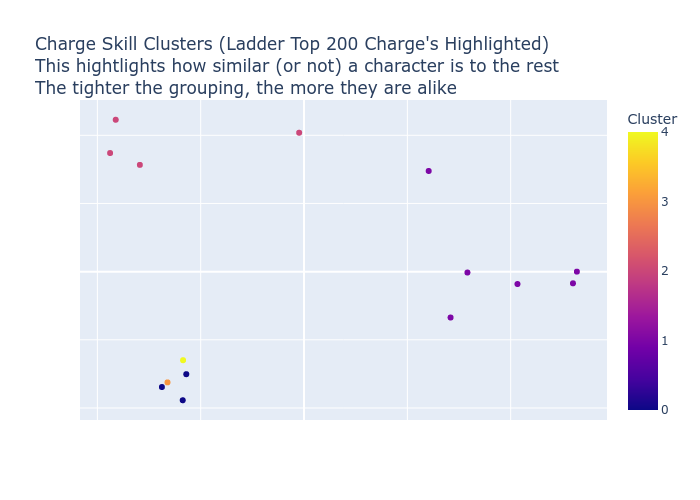 Charge Skill Clusters (Ladder Top 200 Charge's Highlighted)
This hightlights how similar (or not) a character is to the rest
The tighter the grouping, the more they are alike
Cluster
4
3
2
1
0